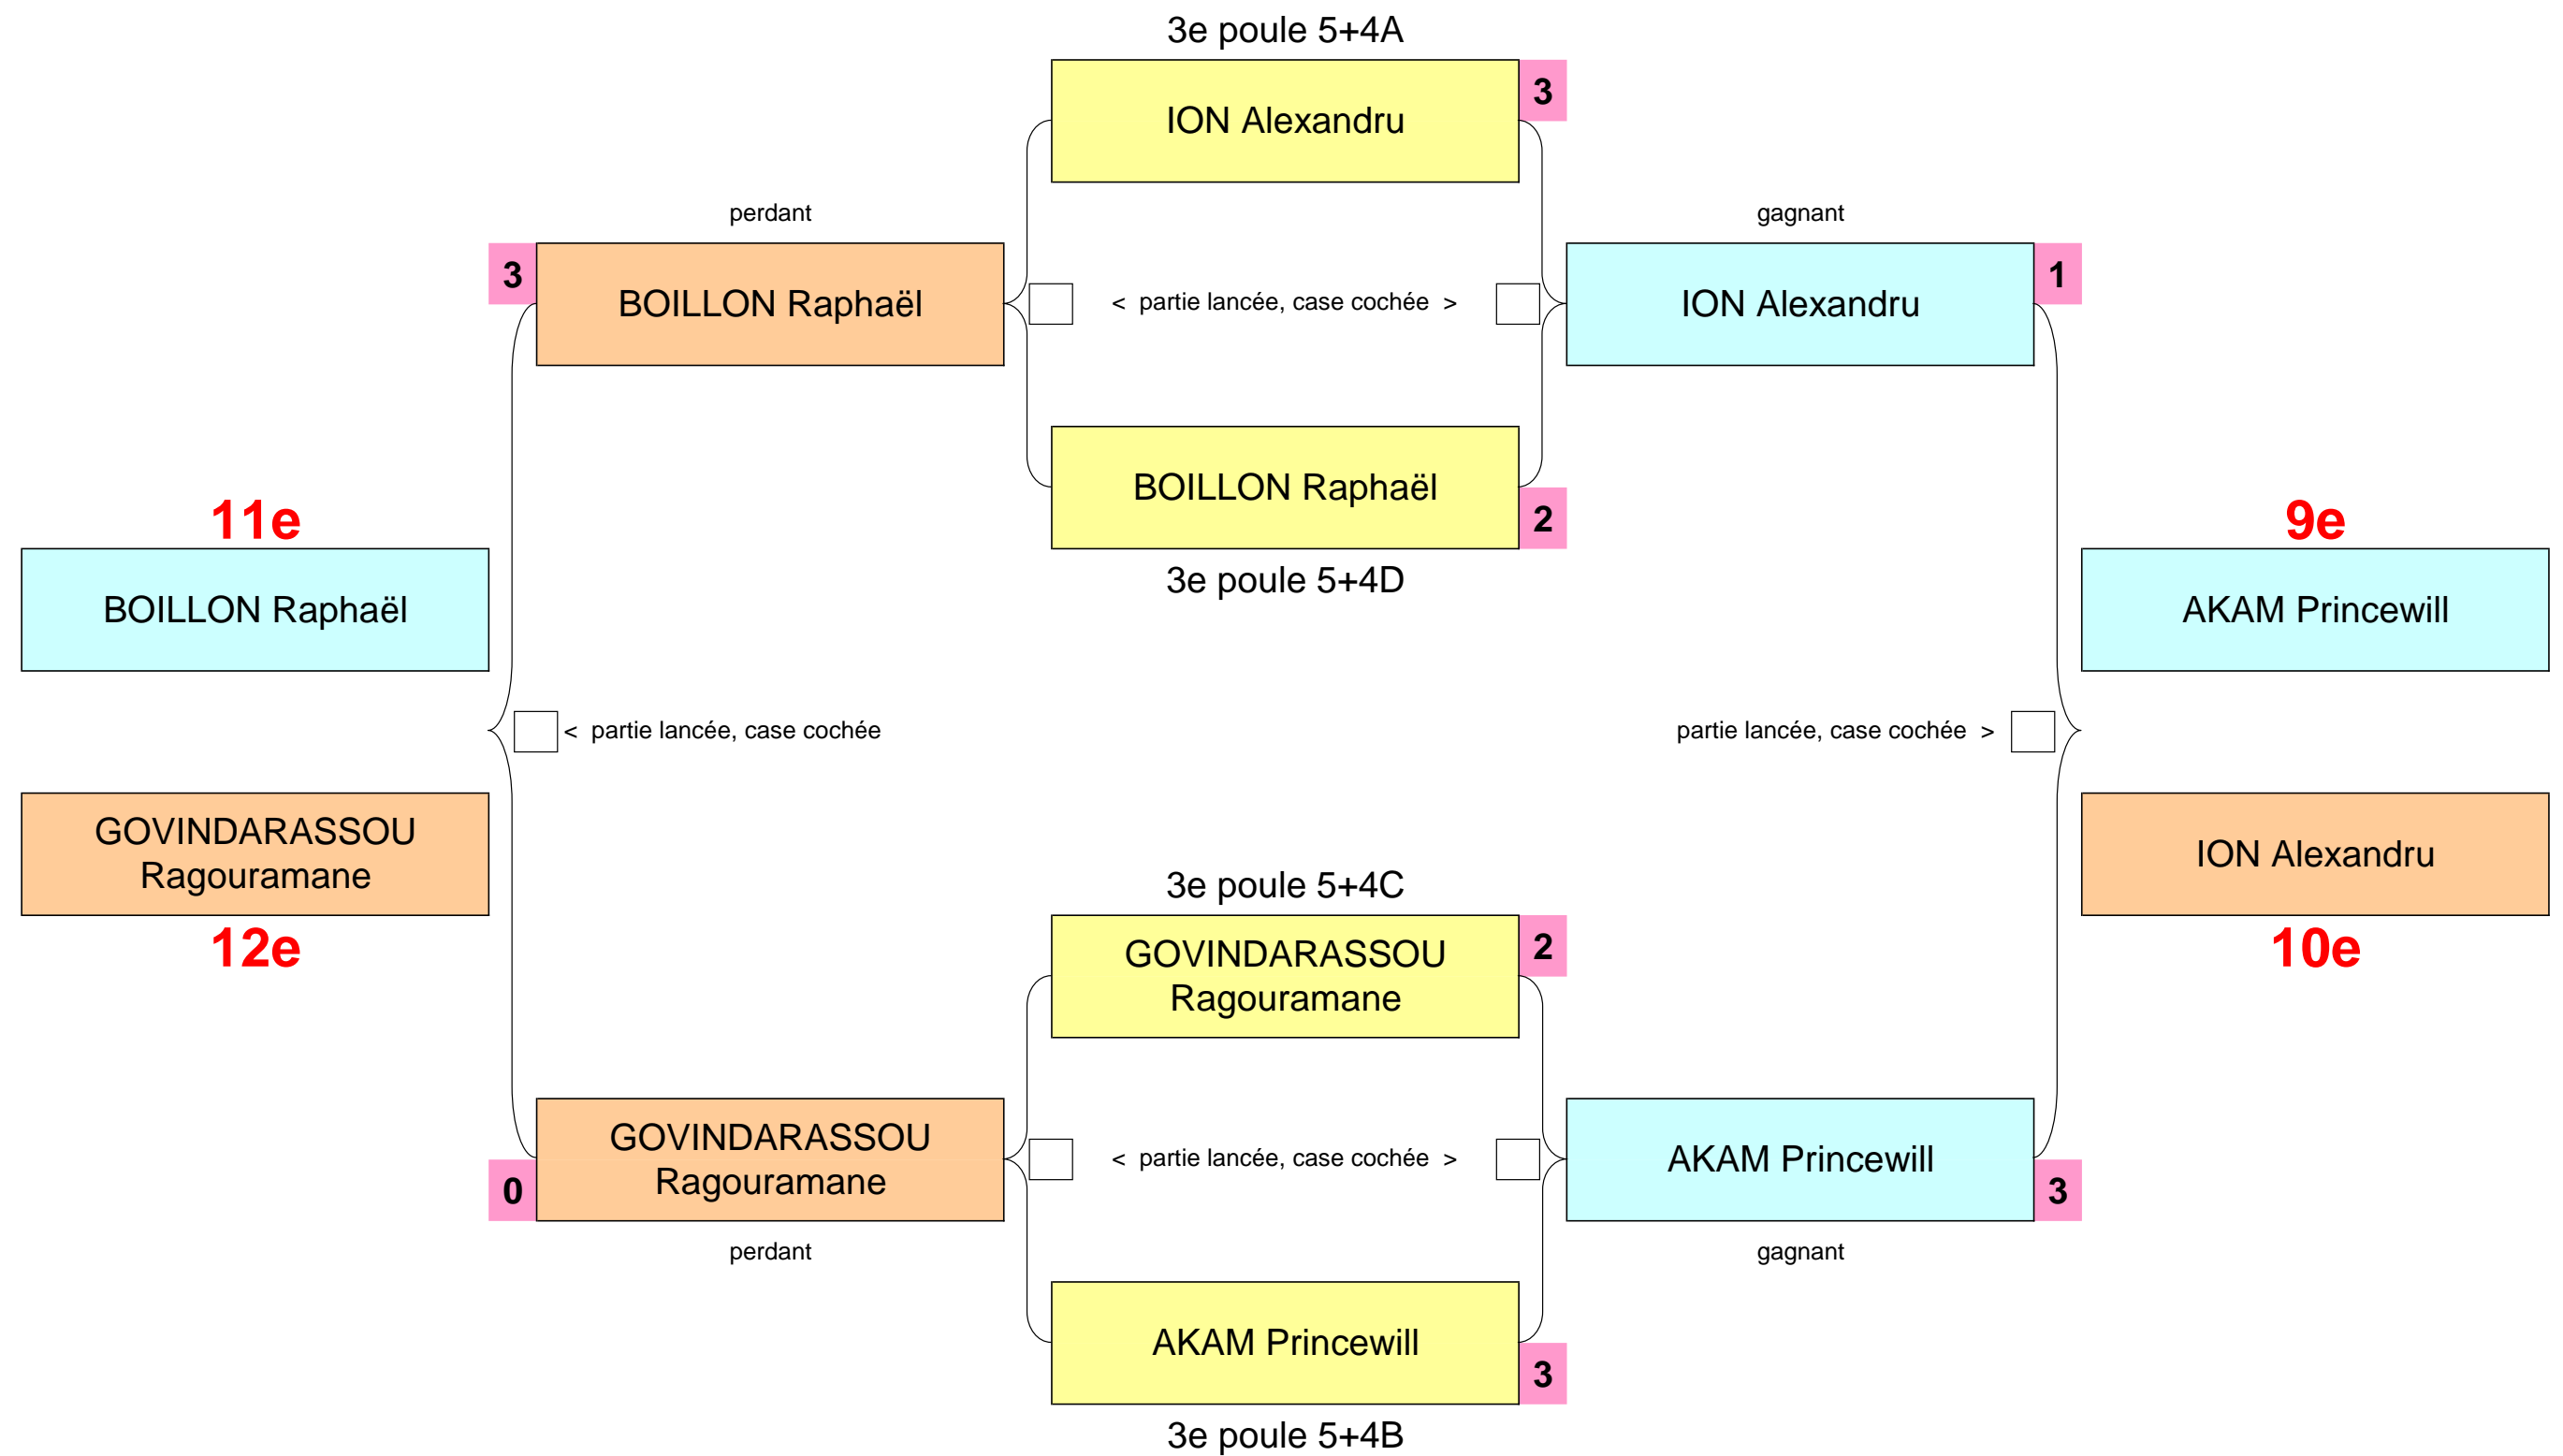 3e poule 5+4A
ION Alexandru
3
perdant
gagnant
3
BOILLON Raphaël
< partie lancée, case cochée >
ION Alexandru
1
BOILLON Raphaël
2
3e poule 5+4D
11e
9e
BOILLON Raphaël
AKAM Princewill
< partie lancée, case cochée
partie lancée, case cochée >
GOVINDARASSOU
Ragouramane
ION Alexandru
12e
10e
3e poule 5+4C
GOVINDARASSOU
Ragouramane
2
GOVINDARASSOU
Ragouramane
0
< partie lancée, case cochée >
AKAM Princewill
3
perdant
gagnant
AKAM Princewill
3
3e poule 5+4B